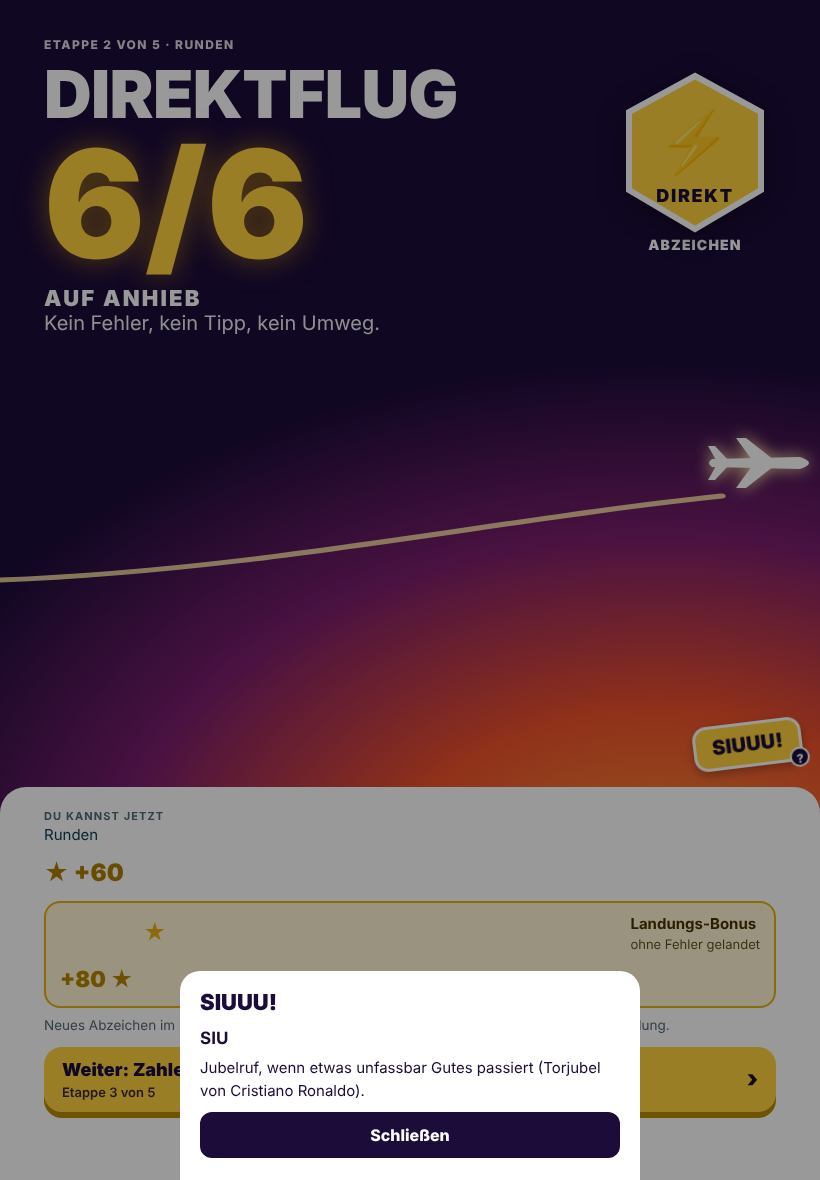 ETAPPE 2 VON 5 · RUNDEN
DIREKTFLUG
6/6
AUF ANHIEB
Kein Fehler, kein Tipp, kein Umweg.
DIREKT
ABZEICHEN
SIUUU!
?
DU KANNST JETZT
Runden
★ +60
★
Landungs-Bonus
ohne Fehler gelandet
+80 ★
Neues Abzeichen im
Weiter:
Etappe 3 von 5
›
SIUUU!
SIU
Jubelruf, wenn etwas unfassbar Gutes passiert (Torjubel
von Cristiano Ronaldo).
Schließen